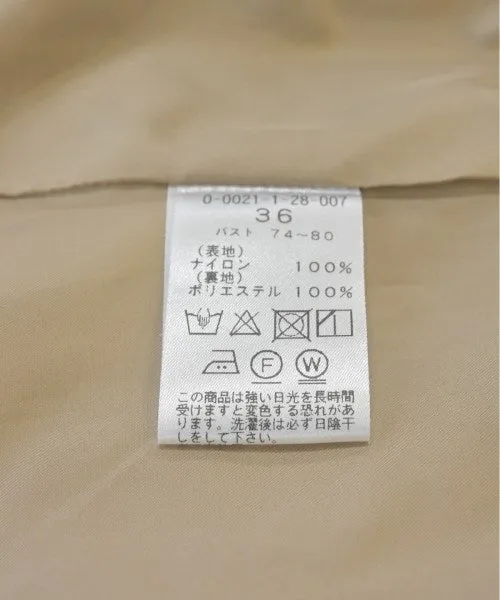 0-0021-1-28-007
36
バスト 74～80
(表地)
ナイロン 100%
(裏地)
ポリエステル 100%
F W
この商品は強い日光を長時間
受けますと変色する恐れがあ
ります。洗濯後は必ず日陰干
しをして下さい。